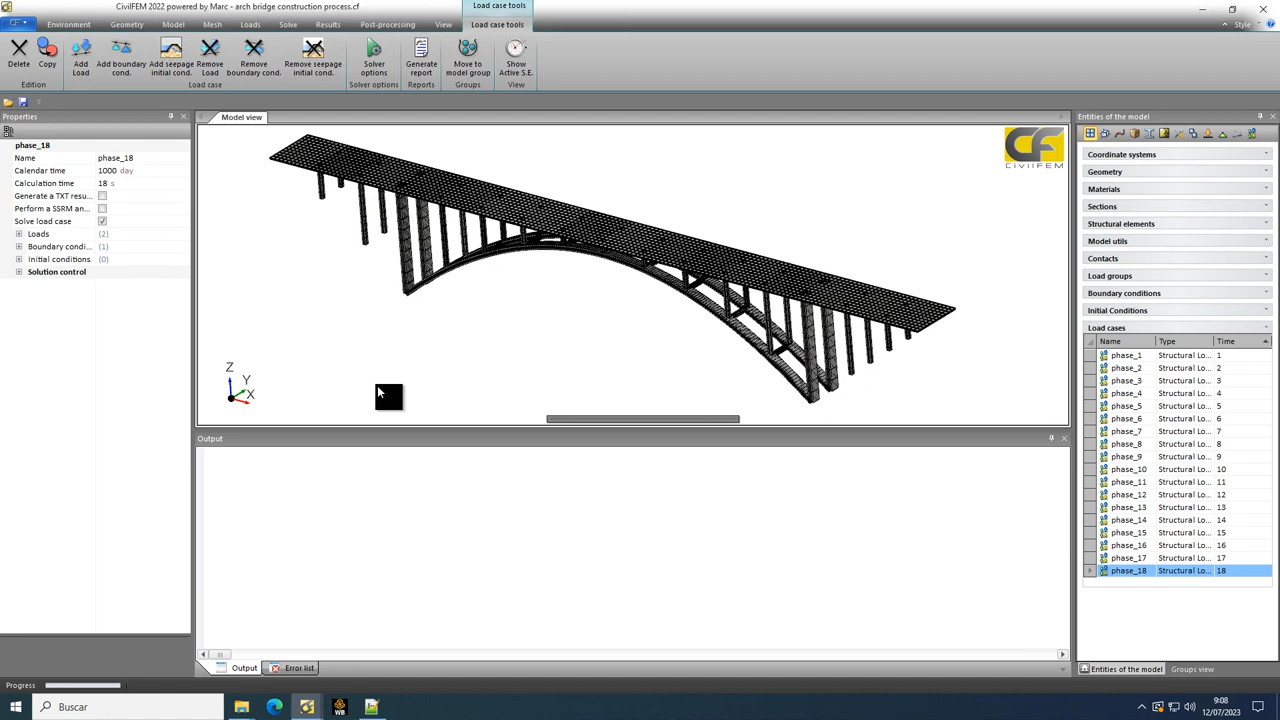 CivilFEM 2022 powered by Marc - arch bridge construction process.cf
Load case tools
CF
Environment Geometry Model Mesh Loads Solve Results Post-processing View Load case tools
Style
Delete Copy Add Load Add boundary cond. Add seepage initial cond. Remove Load Remove boundary cond. Remove seepage initial cond. Solver options Generate report Move to model group Show Active S.E.
Edition Load case Solver options Reports Groups View
Properties
Model view
Entities of the model
phase_18
Name phase_18
Calendar time 1000 day
Calculation time 18 s
Generate a TXT resu...
Perform a SSRM an...
Solve load case
Loads (2)
Boundary condi... (1)
Initial conditions (0)
Solution control
CF
CIVILFEM
Z
Y
X
Coordinate systems
Geometry
Materials
Sections
Structural elements
Model utils
Contacts
Load groups
Boundary conditions
Initial Conditions
Load cases
Name Type Time
phase_1 Structural Lo... 1
phase_2 Structural Lo... 2
phase_3 Structural Lo... 3
phase_4 Structural Lo... 4
phase_5 Structural Lo... 5
phase_6 Structural Lo... 6
phase_7 Structural Lo... 7
phase_8 Structural Lo... 8
phase_9 Structural Lo... 9
phase_10 Structural Lo... 10
phase_11 Structural Lo... 11
phase_12 Structural Lo... 12
phase_13 Structural Lo... 13
phase_14 Structural Lo... 14
phase_15 Structural Lo... 15
phase_16 Structural Lo... 16
phase_17 Structural Lo... 17
phase_18 Structural Lo... 18
Output
Output Error list
Entities of the model Groups view
Progress
Buscar
WB
9:08
12/07/2023